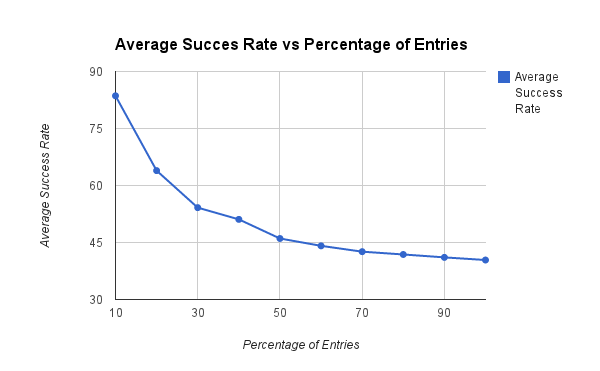 Average Succes Rate vs Percentage of Entries
90
75
60
45
30
Average Success Rate
10
30
50
70
90
Percentage of Entries
Average
Success
Rate